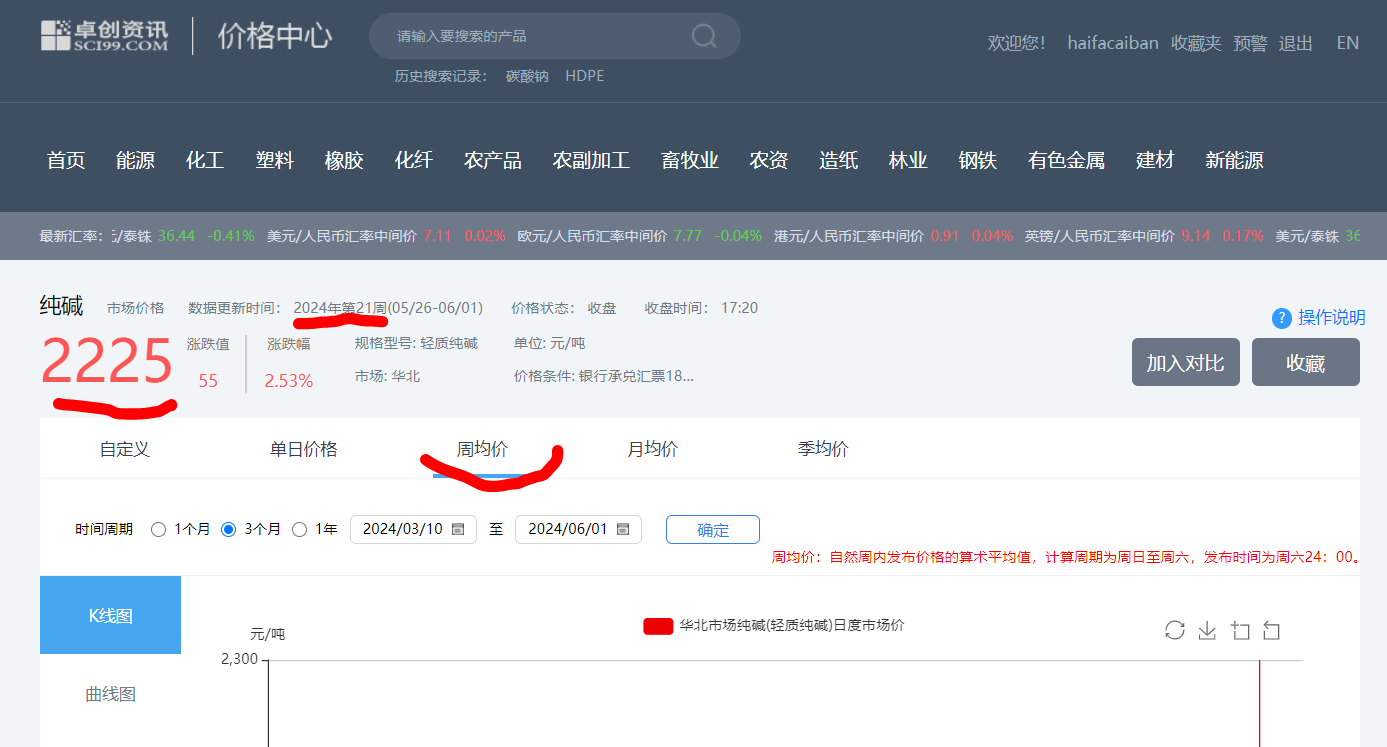 卓创资讯 SCI99.COM 价格中心
请输入要搜索的产品
欢迎您! haifacaiban 收藏夹 预警 退出 EN
历史搜索记录: 碳酸钠 HDPE
首页 能源 化工 塑料 橡胶 化纤 农产品 农副加工 畜牧业 农资 造纸 林业 钢铁 有色金属 建材 新能源
最新汇率: /泰铢 36.44 -0.41% 美元/人民币汇率中间价 7.11 0.02% 欧元/人民币汇率中间价 7.77 -0.04% 港元/人民币汇率中间价 0.91 0.04% 英镑/人民币汇率中间价 9.14 0.17% 美元/泰铢 36
纯碱 市场价格 数据更新时间: 2024年第21周(05/26-06/01) 价格状态: 收盘 收盘时间: 17:20
? 操作说明
2225 涨跌值 涨跌幅 规格型号: 轻质纯碱 单位: 元/吨
55 2.53% 市场: 华北 价格条件: 银行承兑汇票18...
加入对比 收藏
自定义 单日价格 周均价 月均价 季均价
时间周期 1个月 3个月 1年 2024/03/10 至 2024/06/01 确定
周均价: 自然周内发布价格的算术平均值, 计算周期为周日至周六, 发布时间为周六24: 00。
K线图
华北市场纯碱(轻质纯碱)日度市场价
元/吨
2,300
曲线图